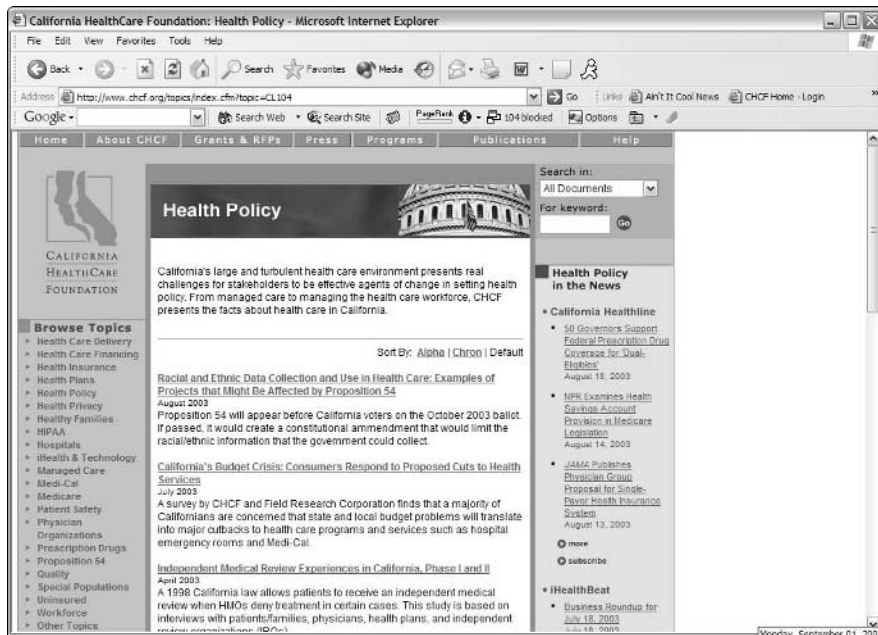 California HealthCare Foundation: Health Policy - Microsoft Internet Explorer
File Edit View Favorites Tools Help
Back Search Favorites Media
Address http://www.chcf.org/topics/index.cfm?topic=CL104 Go Links Ain't It Cool News CHCF Home - Login »
Google Search Web Search Site PageRank 104 blocked Options
Home About CHCF Grants & RFPs Press Programs Publications Help
CALIFORNIA
HEALTHCARE
FOUNDATION
Browse Topics
Health Care Delivery
Health Care Financing
Health Insurance
Health Plans
Health Policy
Health Privacy
Healthy Families
HIPAA
Hospitals
iHealth & Technology
Managed Care
Medi-Cal
Medicare
Patient Safety
Physician
Organizations
Prescription Drugs
Proposition 54
Quality
Special Populations
Uninsured
Workforce
Other Topics
Health Policy
California's large and turbulent health care environment presents real
challenges for stakeholders to be effective agents of change in setting health
policy. From managed care to managing the health care workforce, CHCF
presents the facts about health care in California.
Sort By: Alpha | Chron | Default
Racial and Ethnic Data Collection and Use in Health Care: Examples of
Projects that Might Be Affected by Proposition 54
August 2003
Proposition 54 will appear before California voters on the October 2003 ballot.
If passed, it would create a constitutional ammendment that would limit the
racial/ethnic information that the government could collect.
California's Budget Crisis: Consumers Respond to Proposed Cuts to Health
Services
July 2003
A survey by CHCF and Field Research Corporation finds that a majority of
Californians are concerned that state and local budget problems will translate
into major cutbacks to health care programs and services such as hospital
emergency rooms and Medi-Cal.
Independent Medical Review Experiences in California, Phase I and II
April 2003
A 1998 California law allows patients to receive an independent medical
review when HMOs deny treatment in certain cases. This study is based on
interviews with patients/families, physicians, health plans, and independent
review organizations (IROs)
Search in:
All Documents
For keyword:
Go
Health Policy
in the News
California Healthline
50 Governors Support
Federal Prescription Drug
Coverage for 'Dual-
Eligibles'
August 18, 2003
NPR Examines Health
Savings Account
Provision in Medicare
Legislation
August 14, 2003
JAMA Publishes
Physician Group
Proposal for Single-
Payer Health Insurance
System
August 13, 2003
more
subscribe
iHealthBeat
Business Roundup for
July 18, 2003
July 18, 2003
Monday, September 01, 200